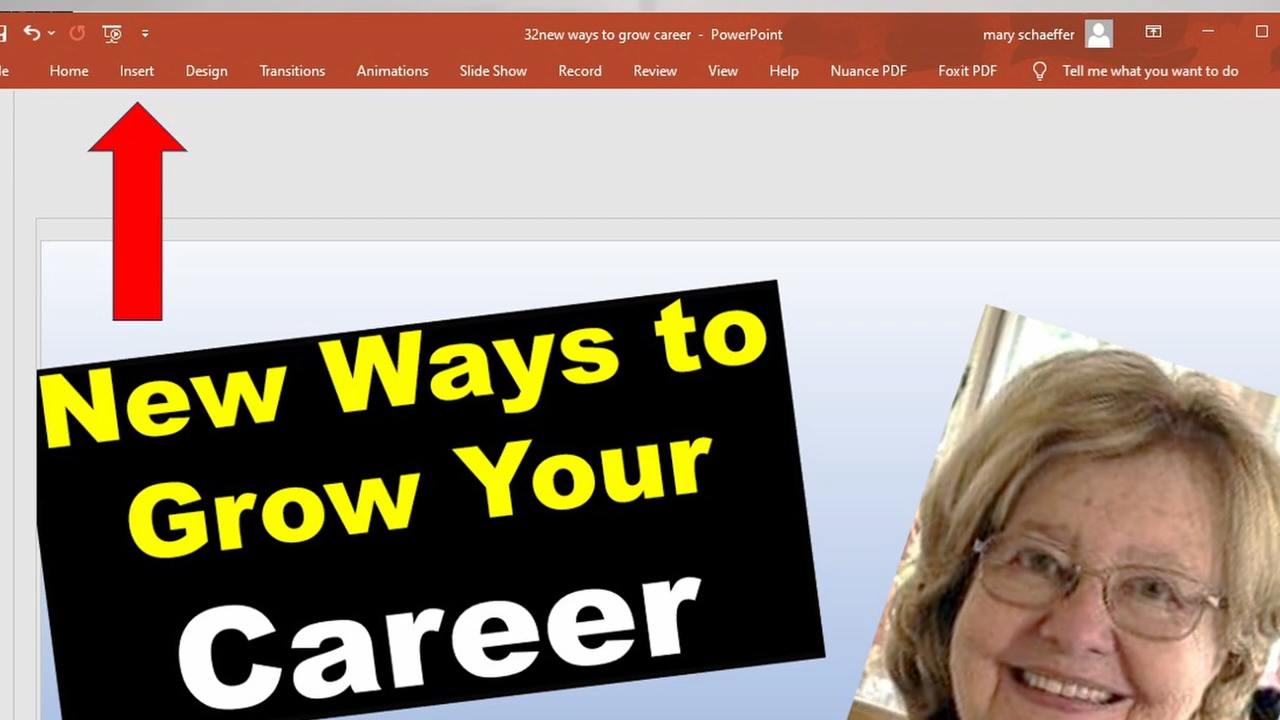 32new ways to grow career - PowerPoint
mary schaeffer
Home Insert Design Transitions Animations Slide Show Record Review View Help Nuance PDF Foxit PDF Tell me what you want to do
New Ways to
Grow Your
Career